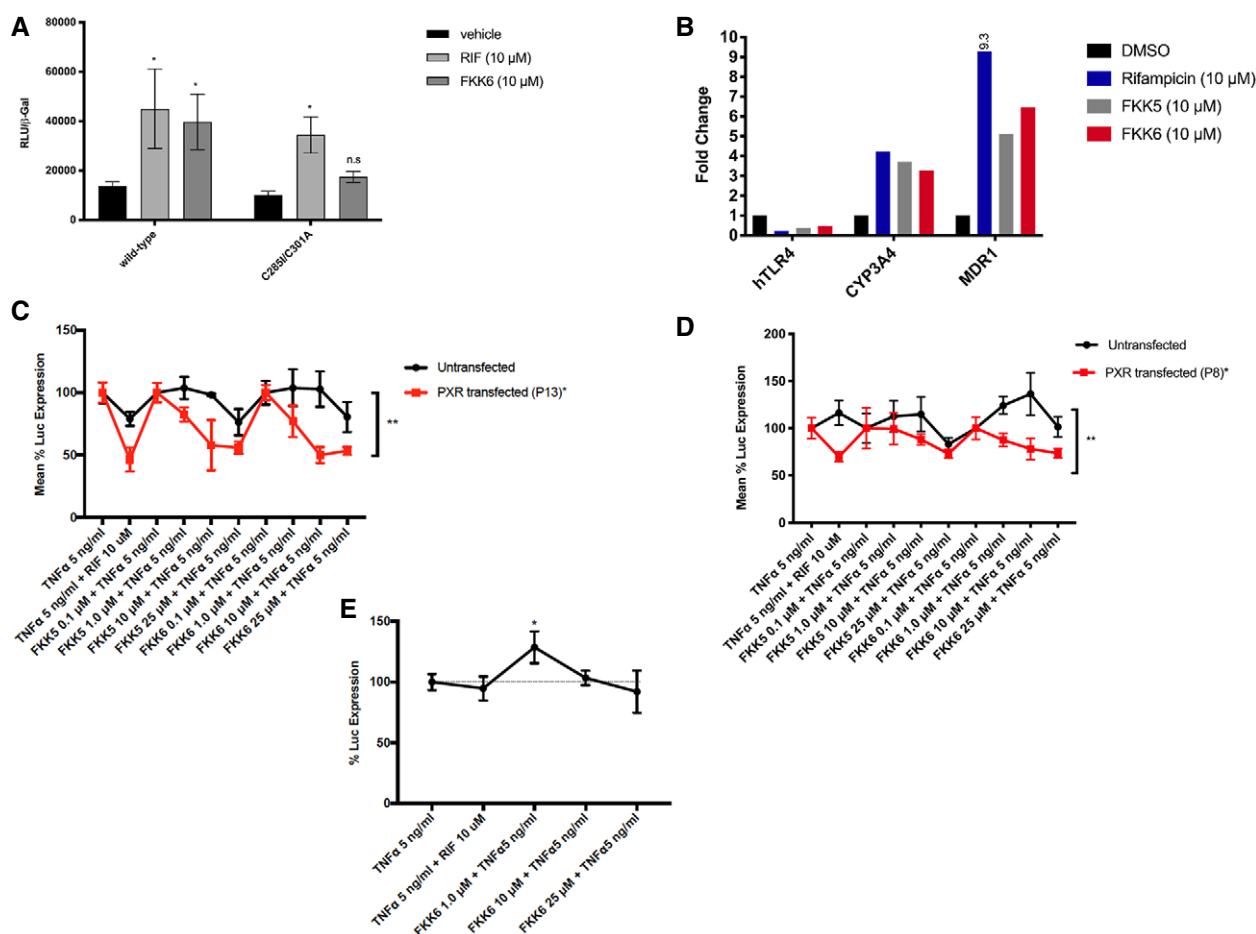 A
80000
60000
40000
20000
0
RLU/β-Gal
vehicle
RIF (10 µM)
FKK6 (10 µM)
*
*
*
n.s
wild-type
C285I/C301A
B
10
9
8
7
6
5
4
3
2
1
0
Fold Change
9.3
DMSO
Rifampicin (10 µM)
FKK5 (10 µM)
FKK6 (10 µM)
hTLR4
CYP3A4
MDR1
C
150
100
50
0
Mean % Luc Expression
Untransfected
PXR transfected (P13)*
**
TNFα 5 ng/ml
TNFα 5 ng/ml + RIF 10 uM
FKK5 0.1 µM + TNFα 5 ng/ml
FKK5 1.0 µM + TNFα 5 ng/ml
FKK5 10 µM + TNFα 5 ng/ml
FKK5 25 µM + TNFα 5 ng/ml
FKK6 0.1 µM + TNFα 5 ng/ml
FKK6 1.0 µM + TNFα 5 ng/ml
FKK6 10 µM + TNFα 5 ng/ml
FKK6 25 µM + TNFα 5 ng/ml
D
200
150
100
50
0
Mean % Luc Expression
Untransfected
PXR transfected (P8)*
**
TNFα 5 ng/ml
TNFα 5 ng/ml + RIF 10 uM
FKK5 0.1 µM + TNFα 5 ng/ml
FKK5 1.0 µM + TNFα 5 ng/ml
FKK5 10 µM + TNFα 5 ng/ml
FKK5 25 µM + TNFα 5 ng/ml
FKK6 0.1 µM + TNFα 5 ng/ml
FKK6 1.0 µM + TNFα 5 ng/ml
FKK6 10 µM + TNFα 5 ng/ml
FKK6 25 µM + TNFα 5 ng/ml
E
150
100
50
0
% Luc Expression
*
TNFα 5 ng/ml
TNFα 5 ng/ml + RIF 10 uM
FKK6 1.0 µM + TNFα5 ng/ml
FKK6 10 µM + TNFα5 ng/ml
FKK6 25 µM + TNFα5 ng/ml